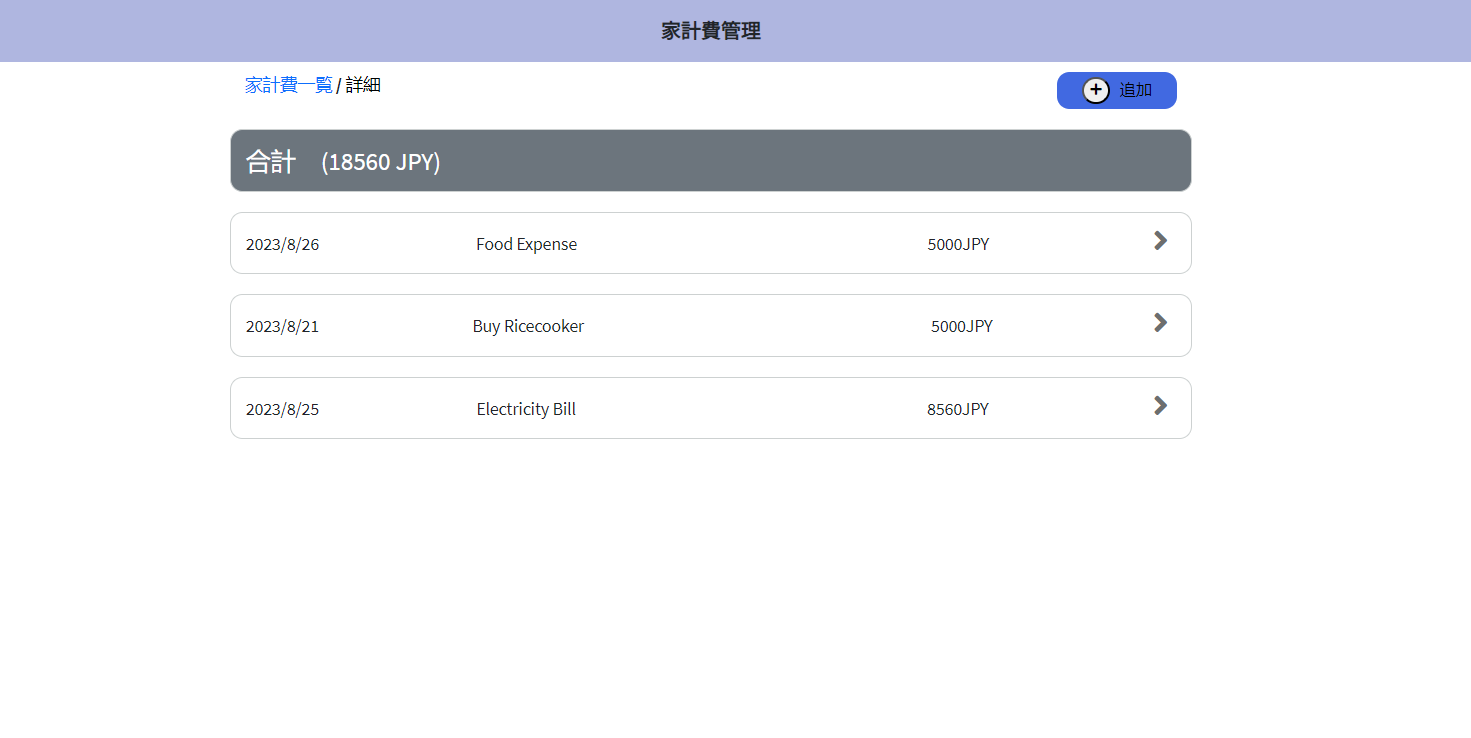 家計費管理
家計費一覧 / 詳細
追加
合計 (18560 JPY)
2023/8/26 Food Expense 5000JPY
2023/8/21 Buy Ricecooker 5000JPY
2023/8/25 Electricity Bill 8560JPY